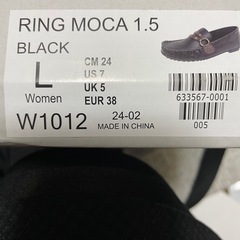 RING MOCA 1.5
BLACK
L
Women
CM 24
US 7
UK 5
EUR 38
633567-0001
W1012
24-02
MADE IN CHINA
005